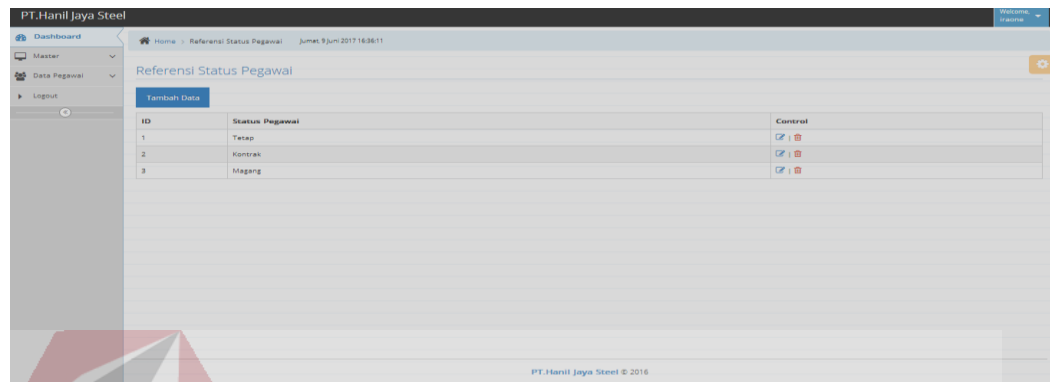 PT.Hanil Jaya Steel
Welcome,
iraone
Dashboard
Master
Data Pegawai
Logout
Home
Referensi Status Pegawai
Jumat, 9 Juni 2017 16:36:11
Referensi Status Pegawai
Tambah Data
ID Status Pegawai Control
1 Tetap |
2 Kontrak |
3 Magang |
PT.Hanil Jaya Steel © 2016